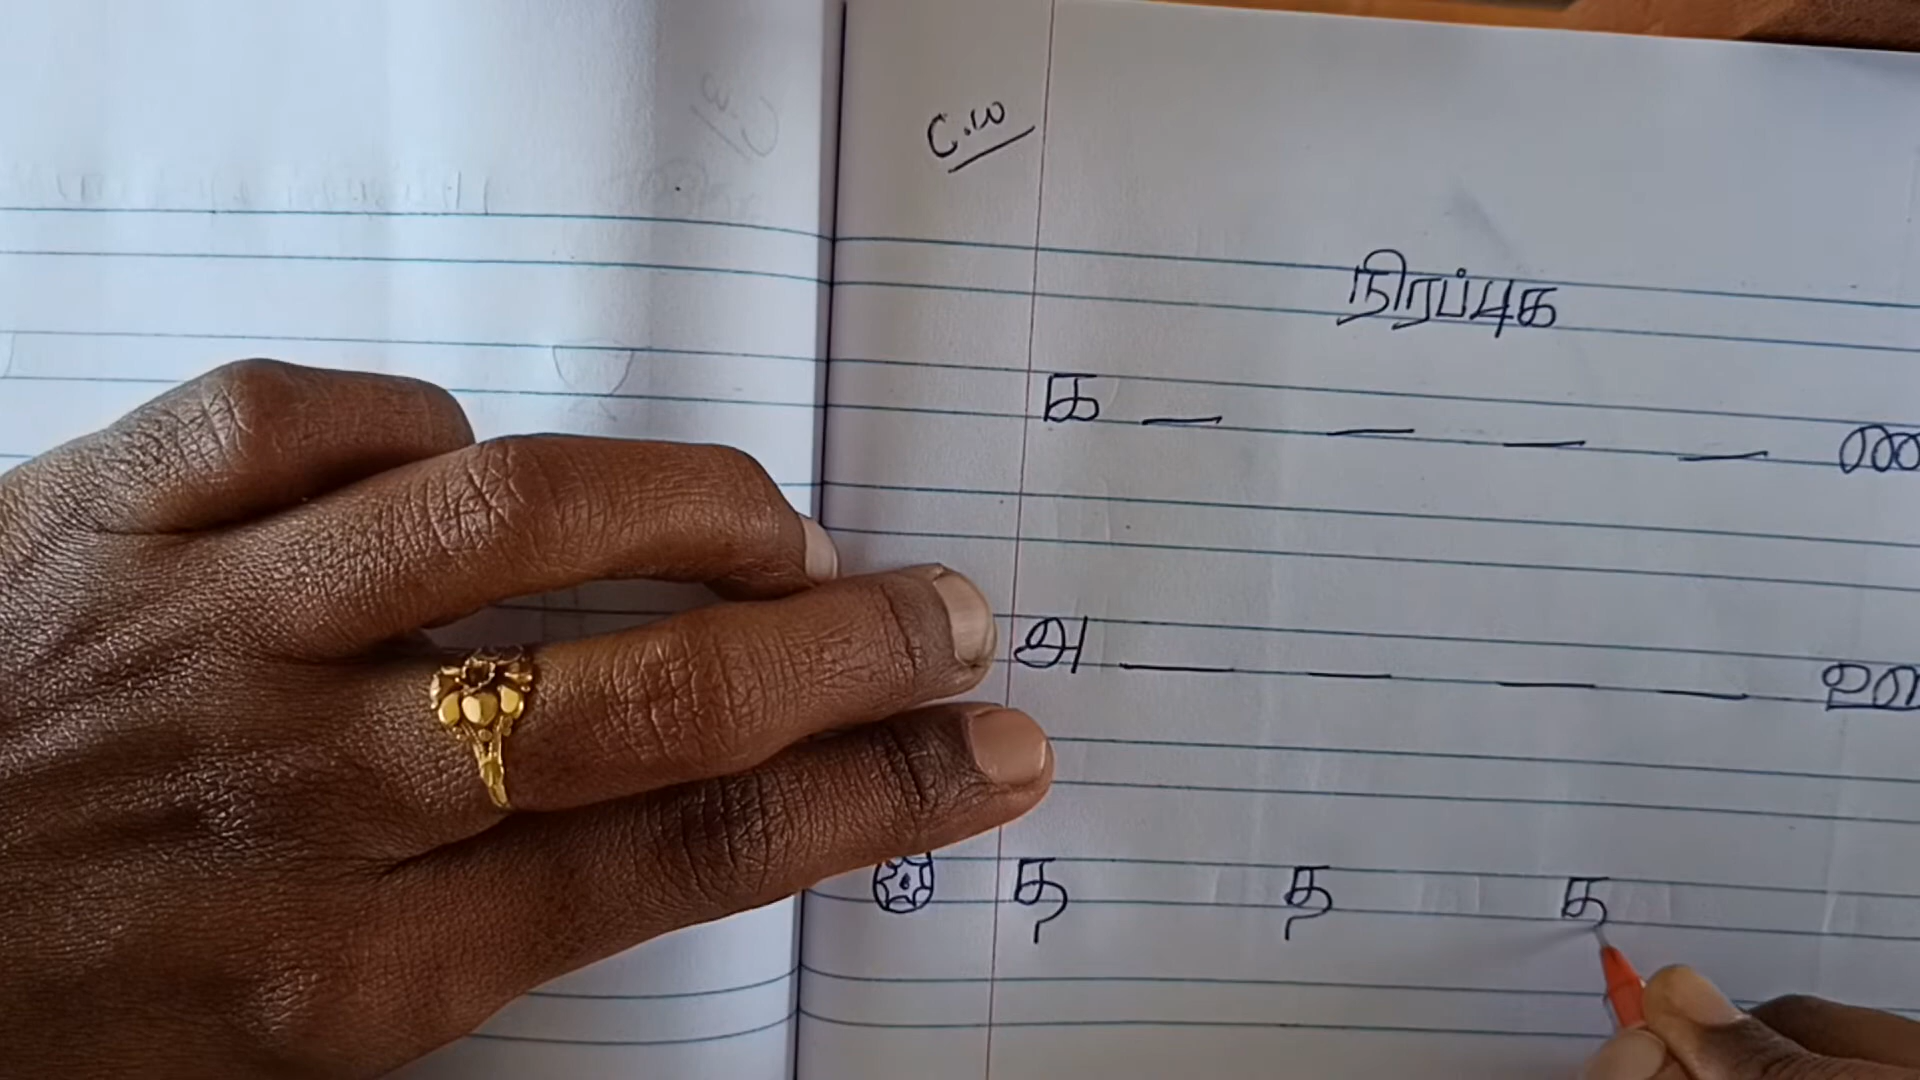 C.W
நிரப்புக
க — — — — ண
அ — — — — ஊ
த த த